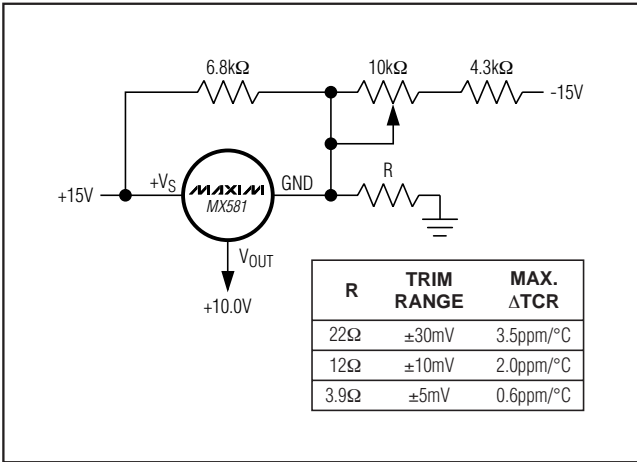 6.8kΩ 10kΩ 4.3kΩ
-15V
+15V +VS MAXIM GND R
MX581
VOUT
+10.0V
R TRIM RANGE MAX. ΔTCR
22Ω ±30mV 3.5ppm/°C
12Ω ±10mV 2.0ppm/°C
3.9Ω ±5mV 0.6ppm/°C